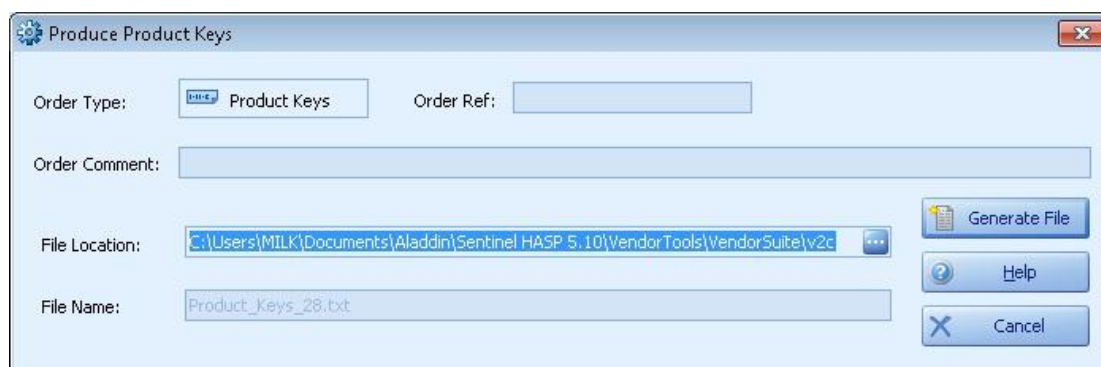 Produce Product Keys
Order Type: Product Keys Order Ref:
Order Comment:
Generate File
File Location: C:\Users\MILK\Documents\Aladdin\Sentinel HASP 5.10\VendorTools\VendorSuite\v2c
Help
File Name: Product_Keys_28.txt
Cancel